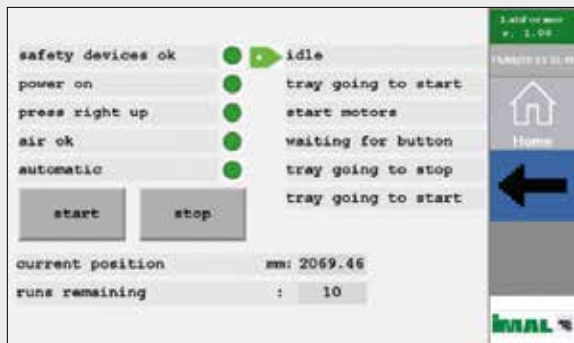 safety devices ok
power on
press right up
air ok
automatic
start stop
idle
tray going to start
start motors
waiting for button
tray going to stop
tray going to start
current position mm: 2069.46
runs remaining : 10
v. 1.00
Home
IMAL